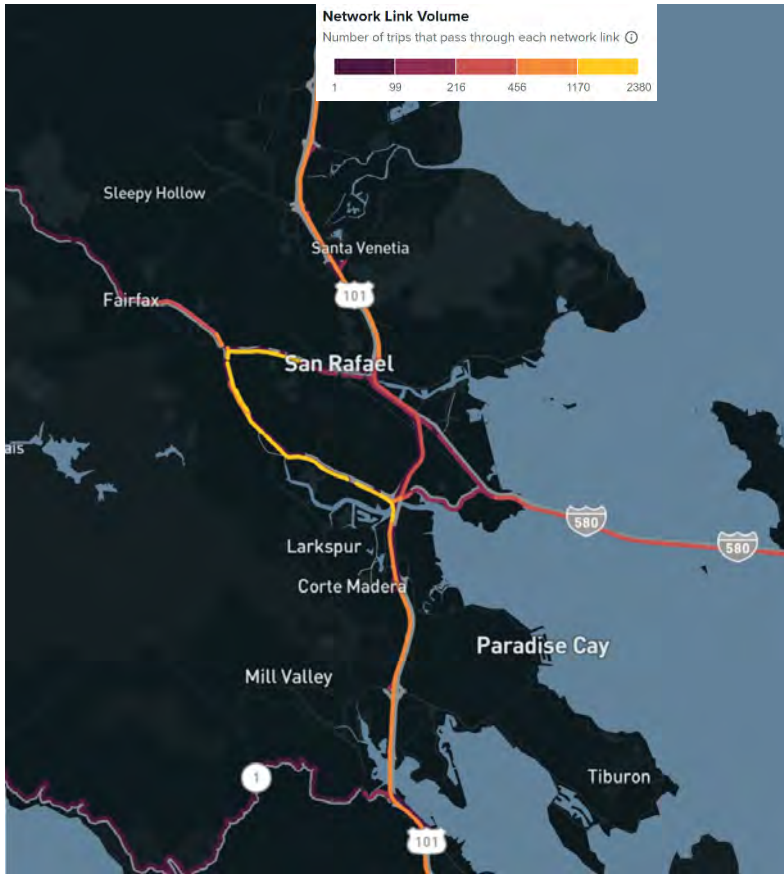 Network Link Volume
Number of trips that pass through each network link
1 99 216 456 1170 2380
Sleepy Hollow
Santa Venetia
101
Fairfax
San Rafael
ais
580
580
Larkspur
Corte Madera
Paradise Cay
Mill Valley
1
Tiburon
101